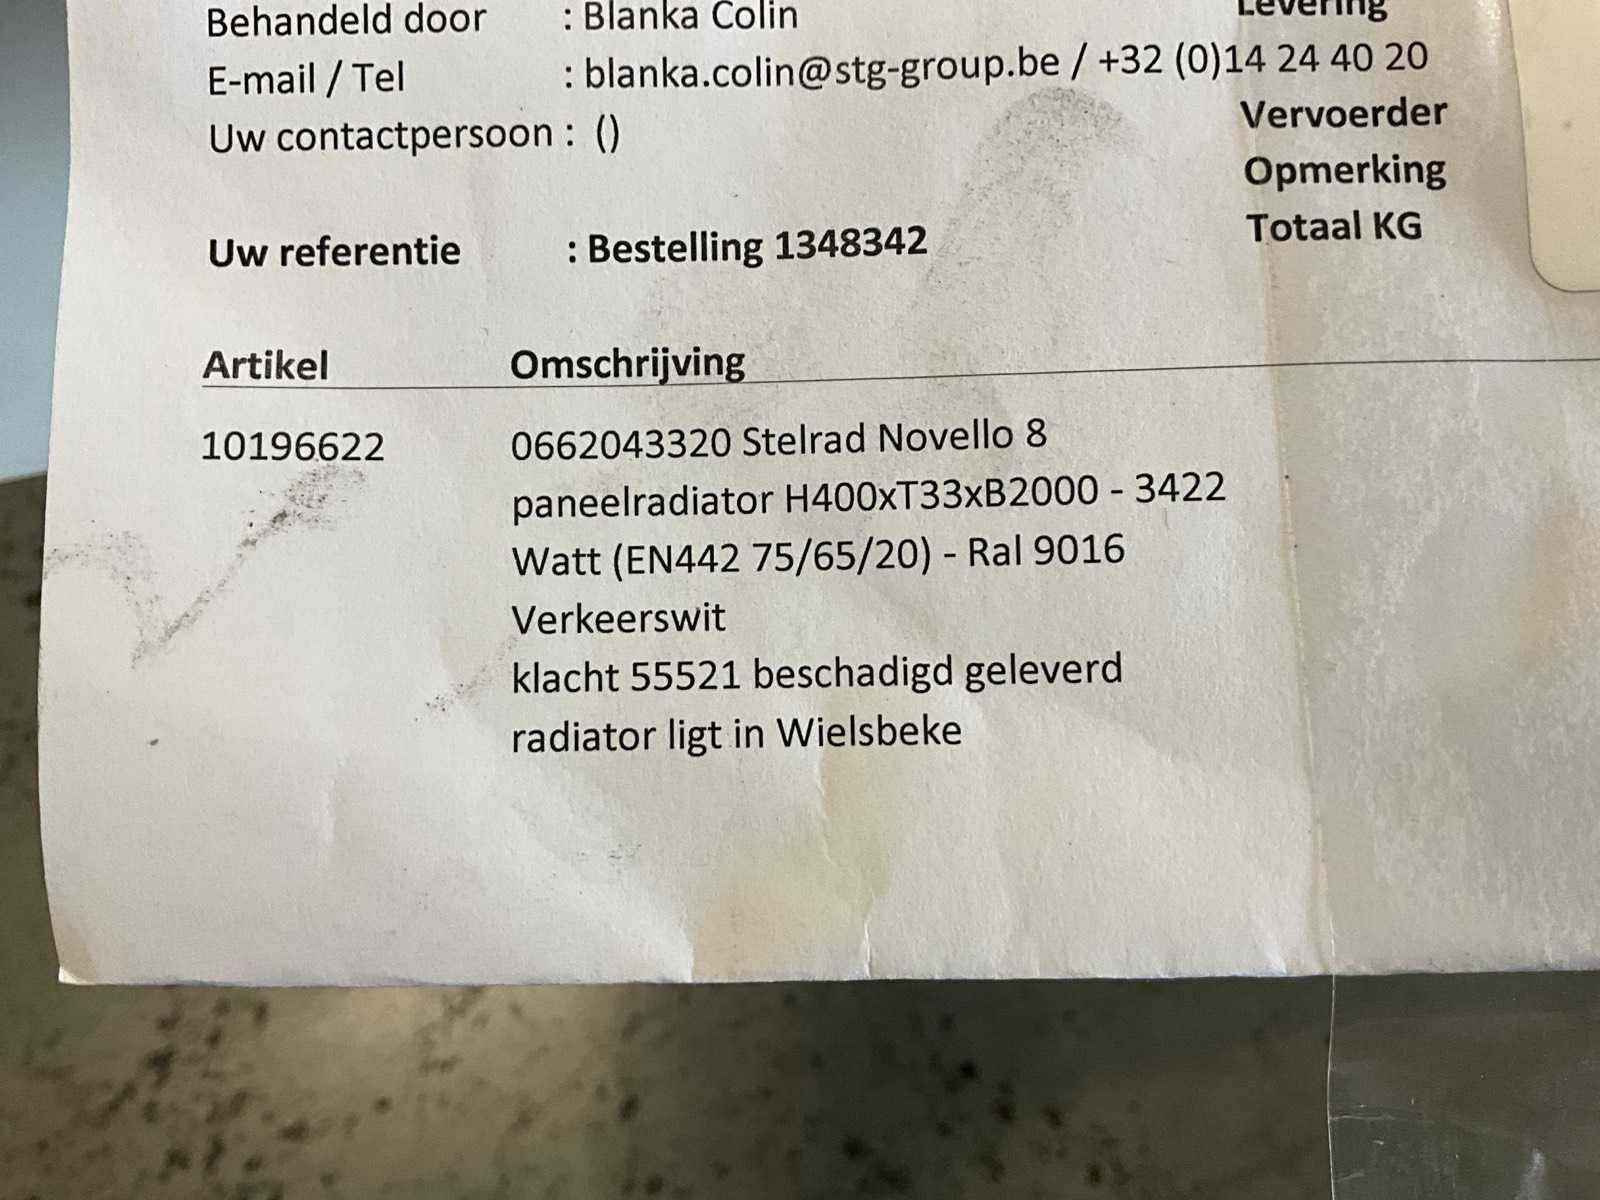 Behandeld door : Blanka Colin Levering
E-mail / Tel : blanka.colin@stg-group.be / +32 (0)14 24 40 20
Vervoerder
Uw contactpersoon : ()
Opmerking
Totaal KG
Uw referentie : Bestelling 1348342
Artikel Omschrijving
10196622 0662043320 Stelrad Novello 8
paneelradiator H400xT33xB2000 - 3422
Watt (EN442 75/65/20) - Ral 9016
Verkeerswit
klacht 55521 beschadigd geleverd
radiator ligt in Wielsbeke